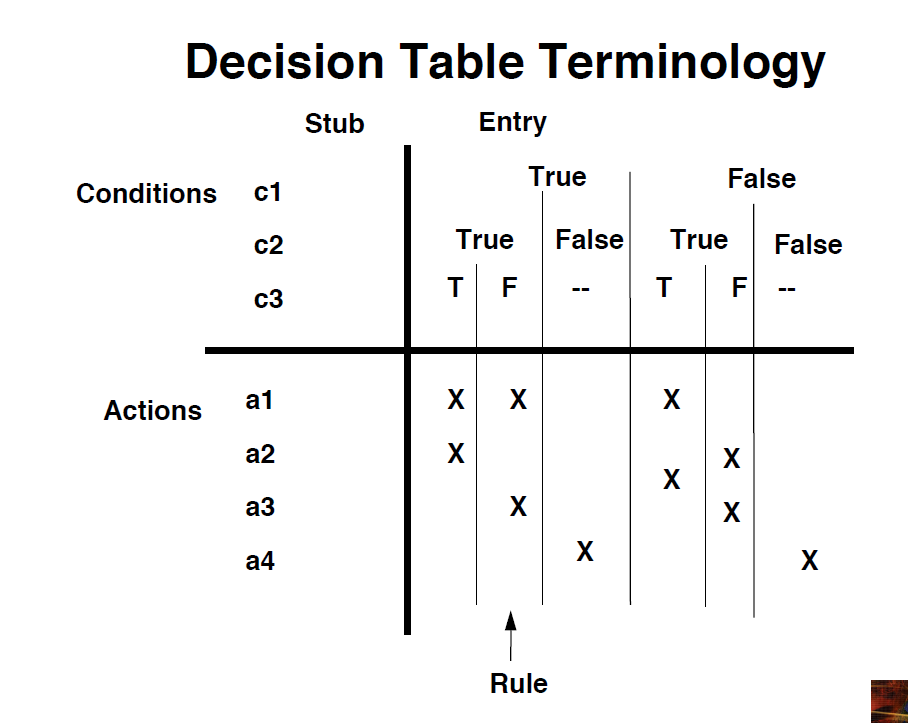 Decision Table Terminology
Stub Entry
Conditions c1 True False
c2 True False True False
c3 T F -- T F --
Actions a1 X X X
a2 X X
X
a3 X X
a4 X X
Rule